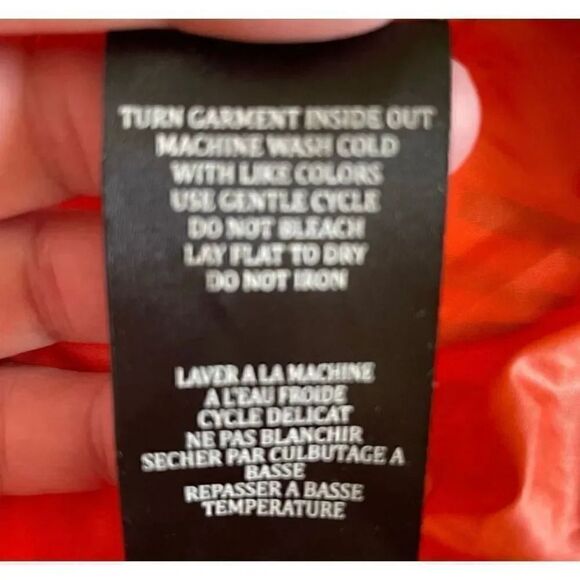 TURN GARMENT INSIDE OUT
MACHINE WASH COLD
WITH LIKE COLORS
USE GENTLE CYCLE
DO NOT BLEACH
LAY FLAT TO DRY
DO NOT IRON
LAVER A LA MACHINE
A L'EAU FROIDE
CYCLE DELICAT
NE PAS BLANCHIR
SECHER PAR CULBUTAGE A
BASSE
REPASSER A BASSE
TEMPERATURE